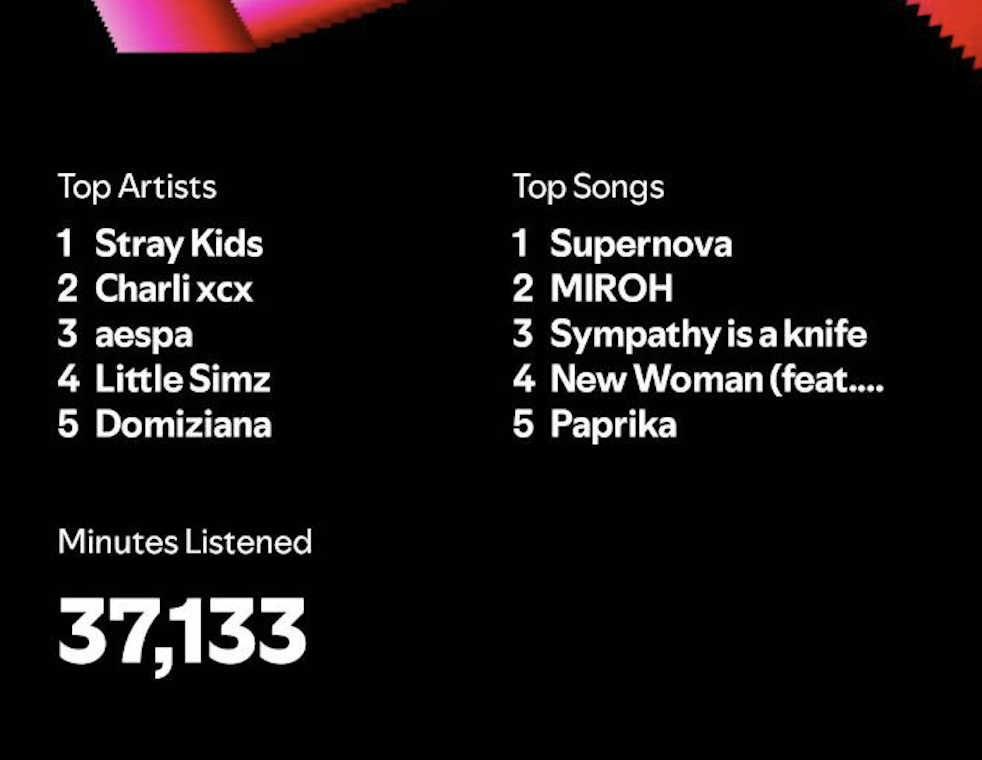 Top Artists
1 Stray Kids
2 Charli xcx
3 aespa
4 Little Simz
5 Domiziana
Top Songs
1 Supernova
2 MIROH
3 Sympathy is a knife
4 New Woman (feat....
5 Paprika
Minutes Listened
37,133